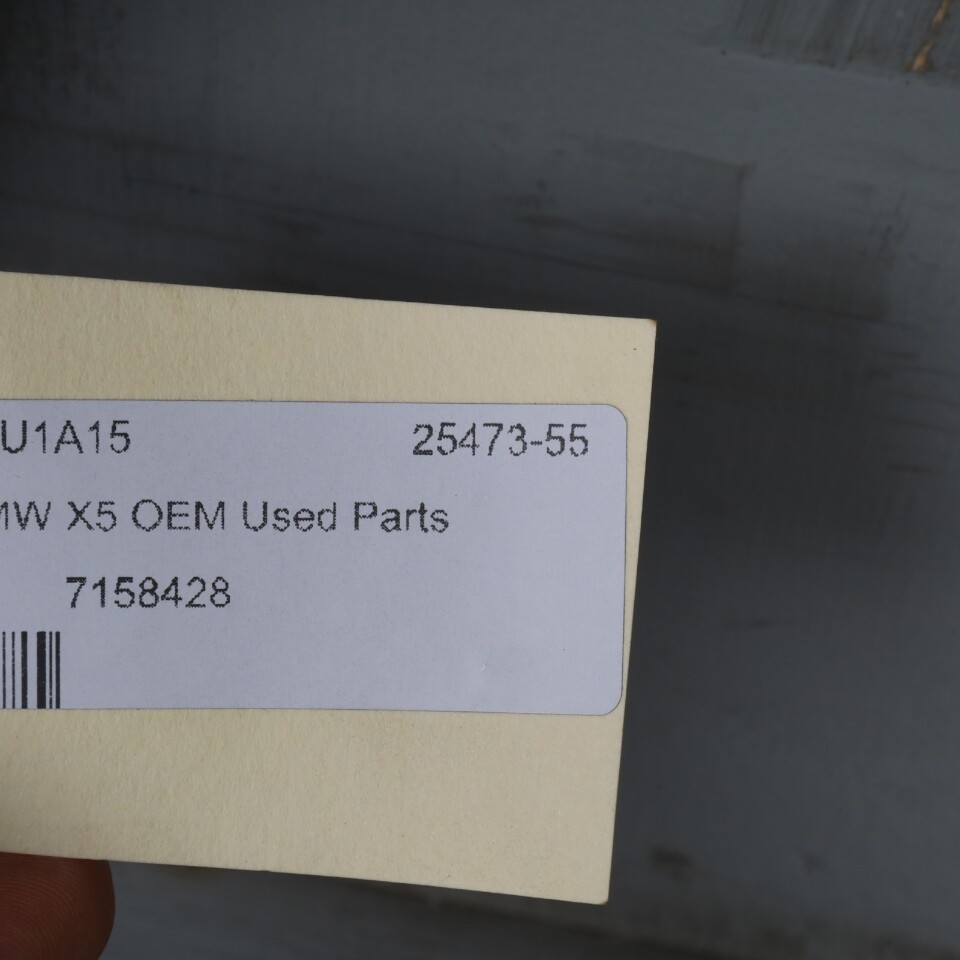 U1A15 25473-55
MW X5 OEM Used Parts
7158428